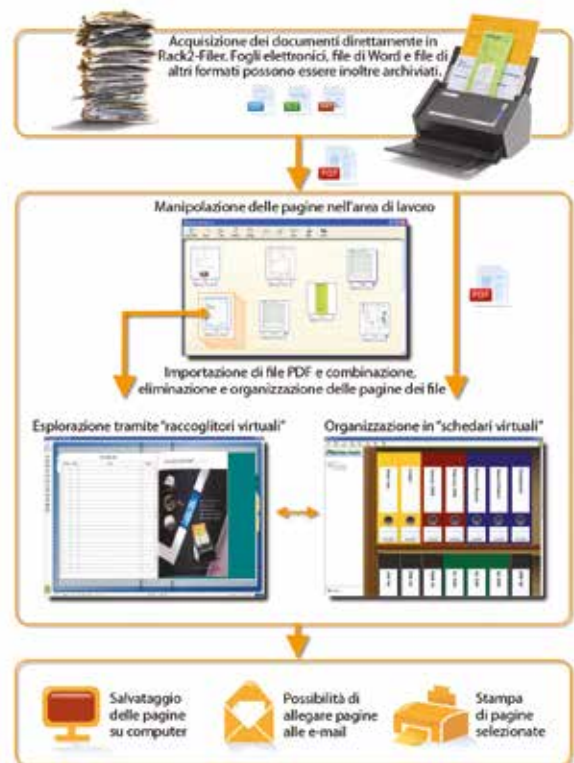 Acquisizione dei documenti direttamente in
Rack2-Filer. Fogli elettronici, file di Word e file di
altri formati possono essere inoltre archiviati.
PDF
Manipolazione delle pagine nell'area di lavoro
PDF
Importazione di file PDF e combinazione,
eliminazione e organizzazione delle pagine dei file
Esplorazione tramite "raccoglitori virtuali"
Organizzazione in "schedari virtuali"
Salvataggio
delle pagine
su computer
Possibilità di
allegare pagine
alle e-mail
Stampa
di pagine
selezionate